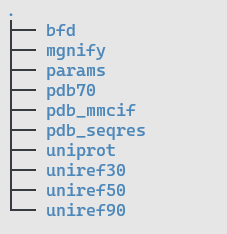 .
bfd
mgnify
params
pdb70
pdb_mmcif
pdb_seqres
uniprot
uniref30
uniref50
uniref90